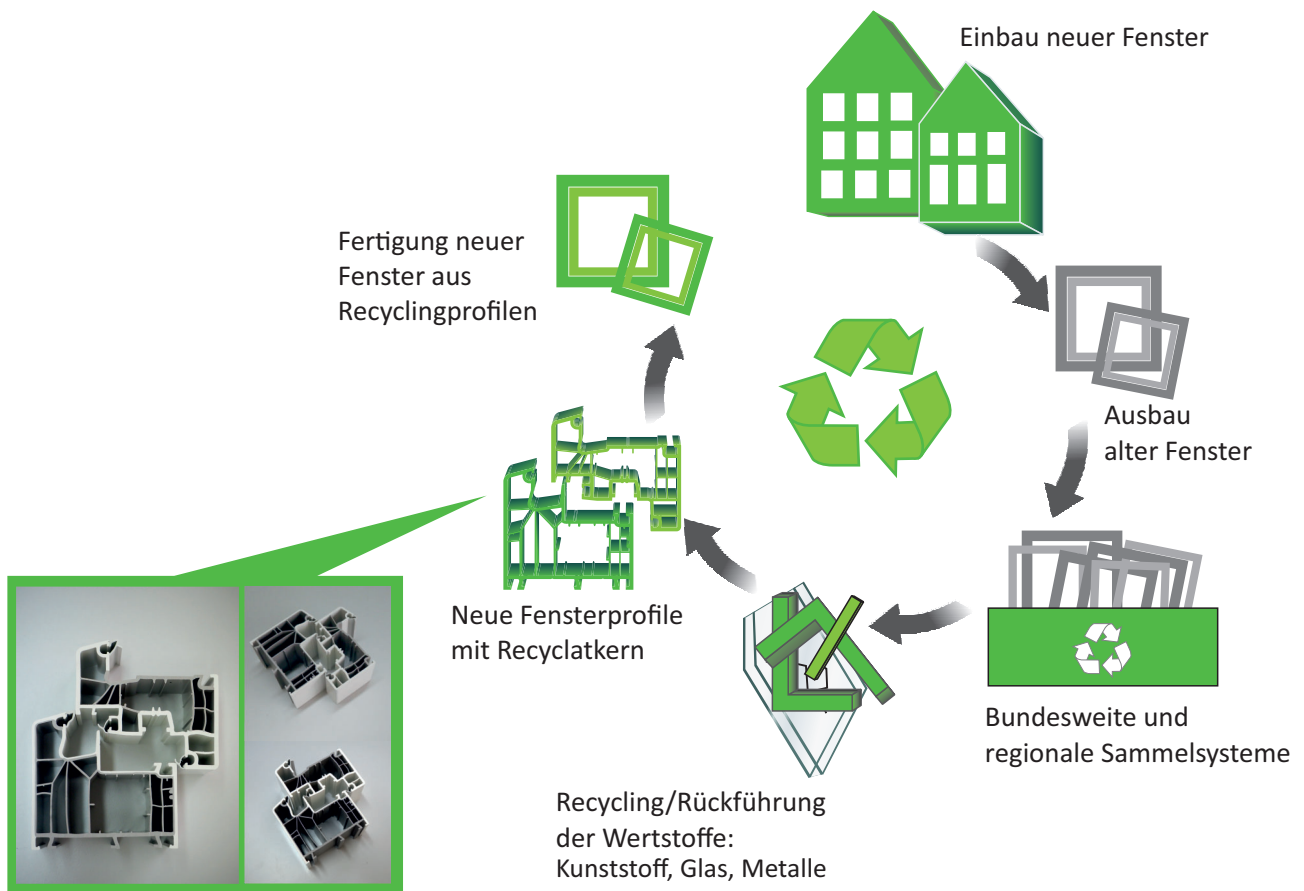 Einbau neuer Fenster
Fertigung neuer
Fenster aus
Recyclingprofilen
Ausbau
alter Fenster
Neue Fensterprofile
mit Recyclatkern
Bundesweite und
regionale Sammelsysteme
Recycling/Rückführung
der Wertstoffe:
Kunststoff, Glas, Metalle